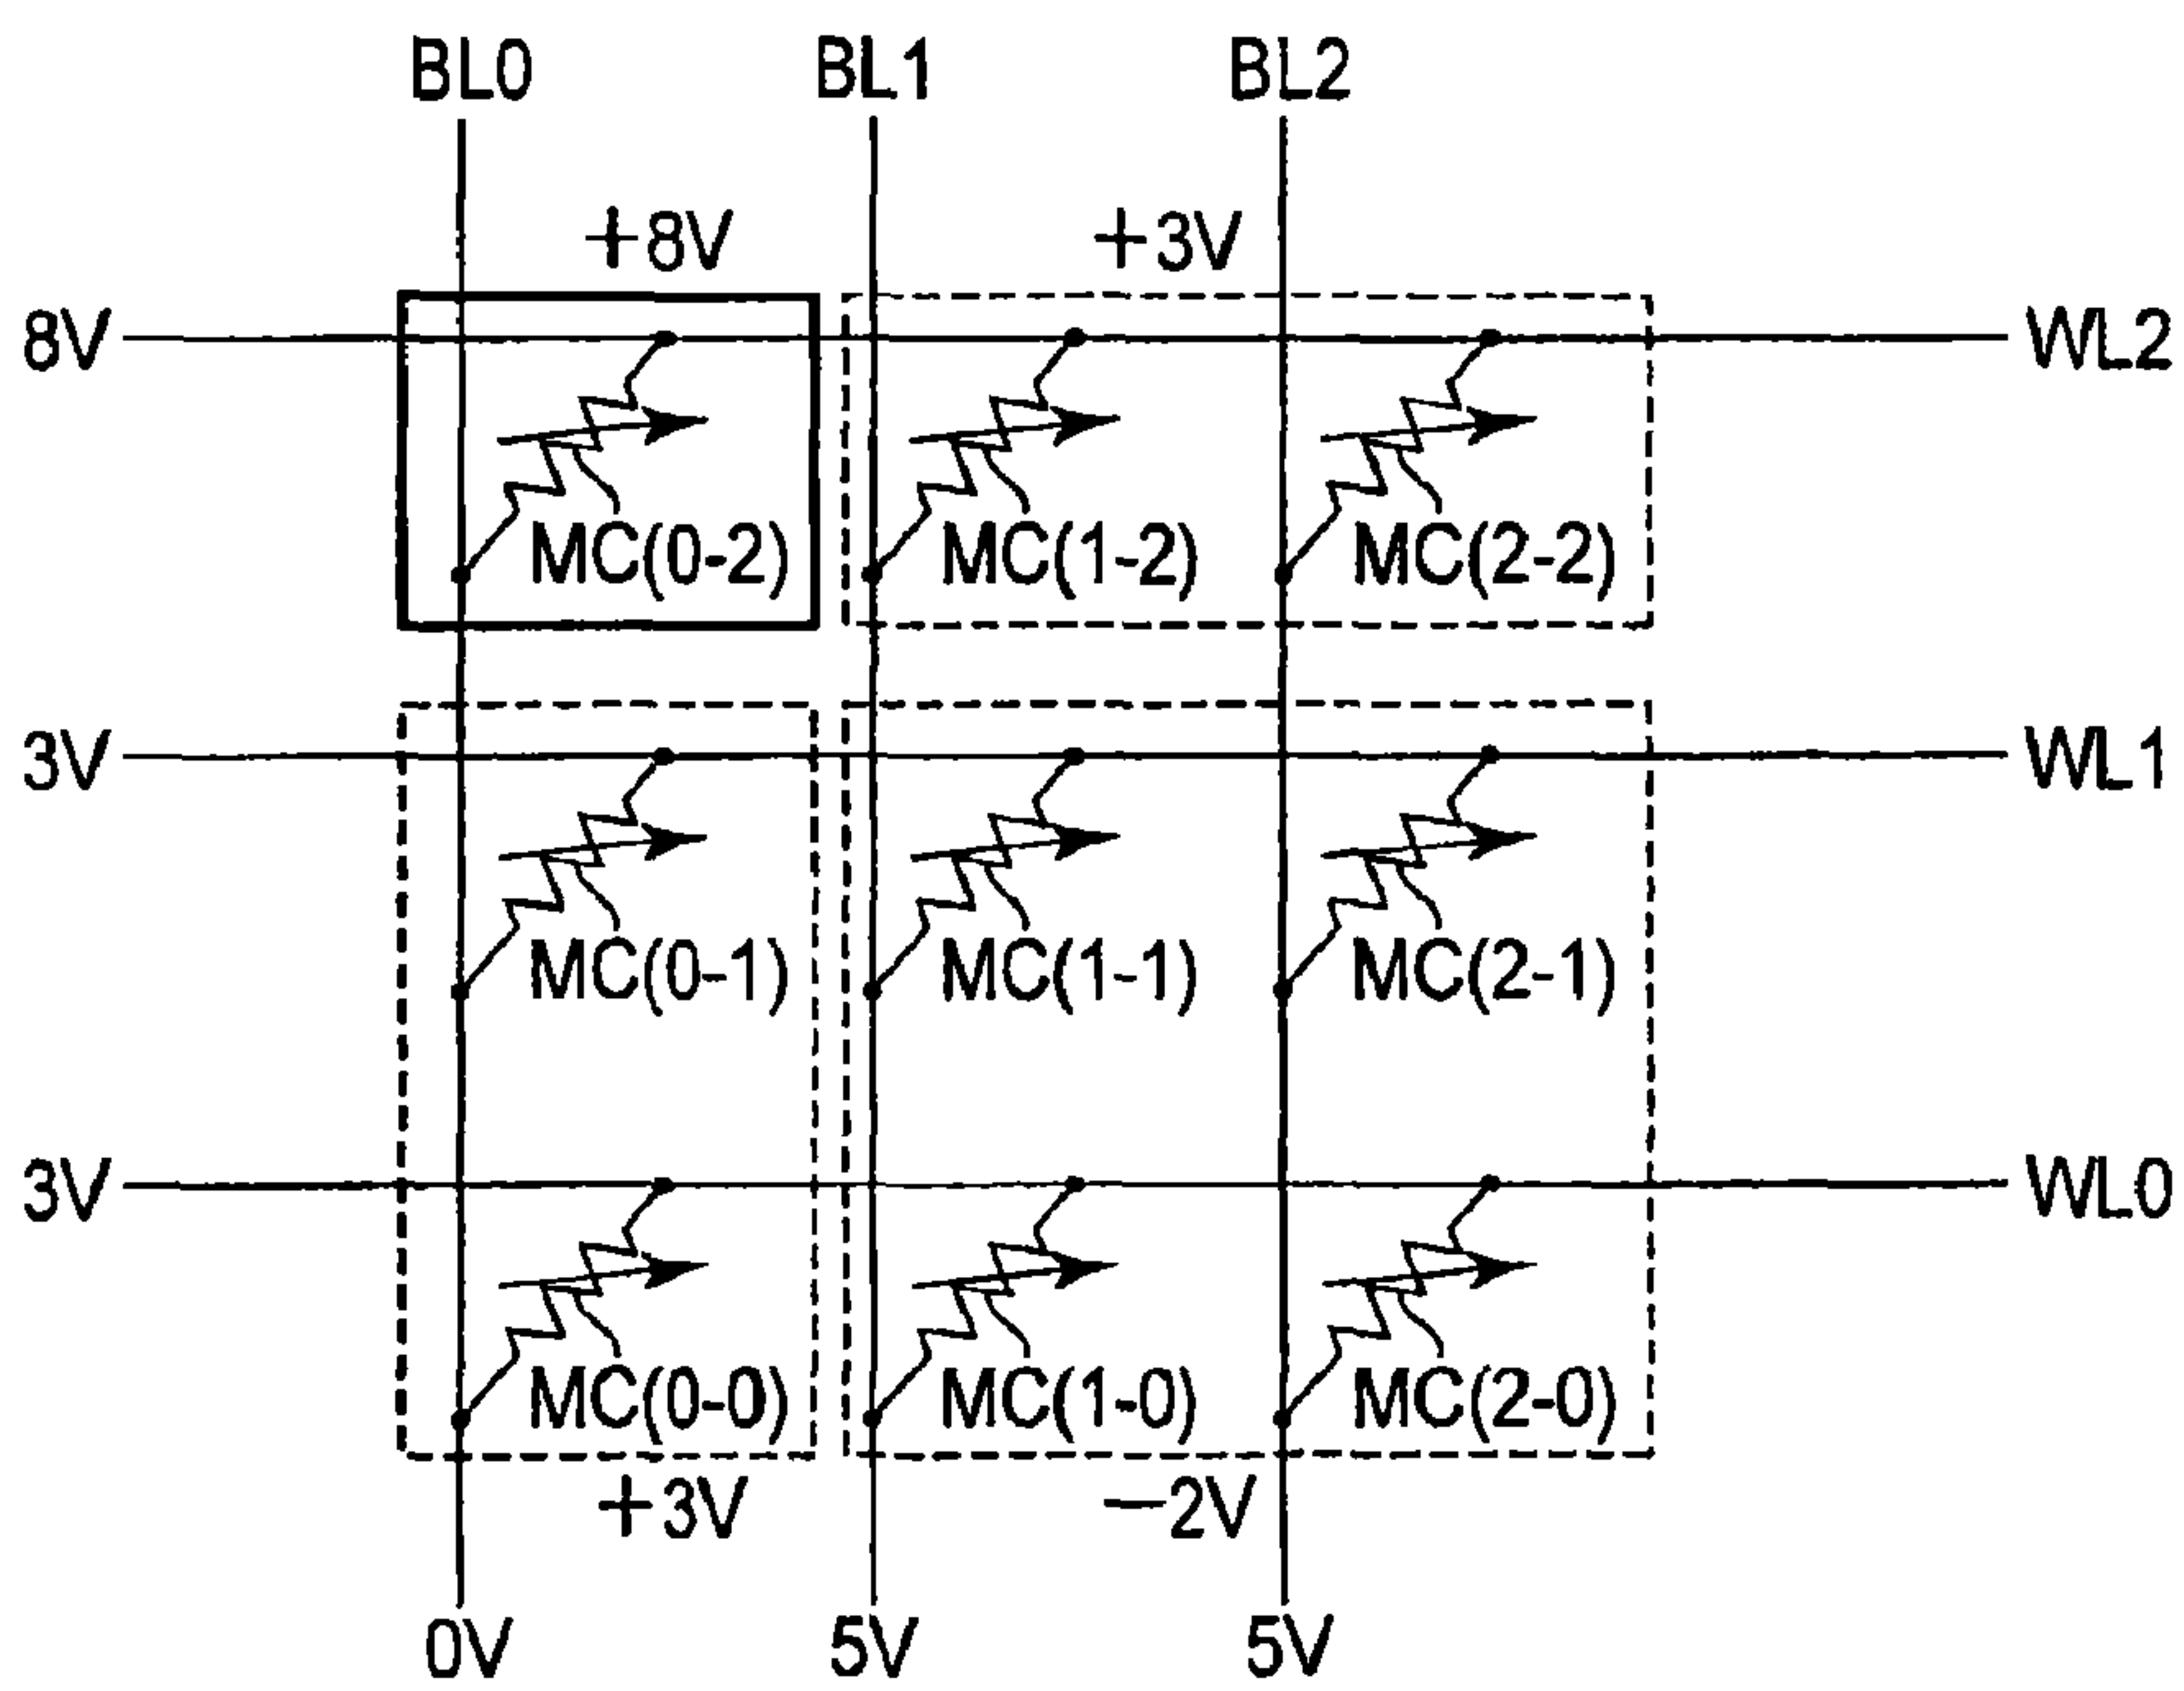 BL0 BL1 BL2
+8V +3V
8V WL2
MC(0-2) MC(1-2) MC(2-2)
3V WL1
MC(0-1) MC(1-1) MC(2-1)
3V WL0
MC(0-0) MC(1-0) MC(2-0)
+3V −2V
0V 5V 5V